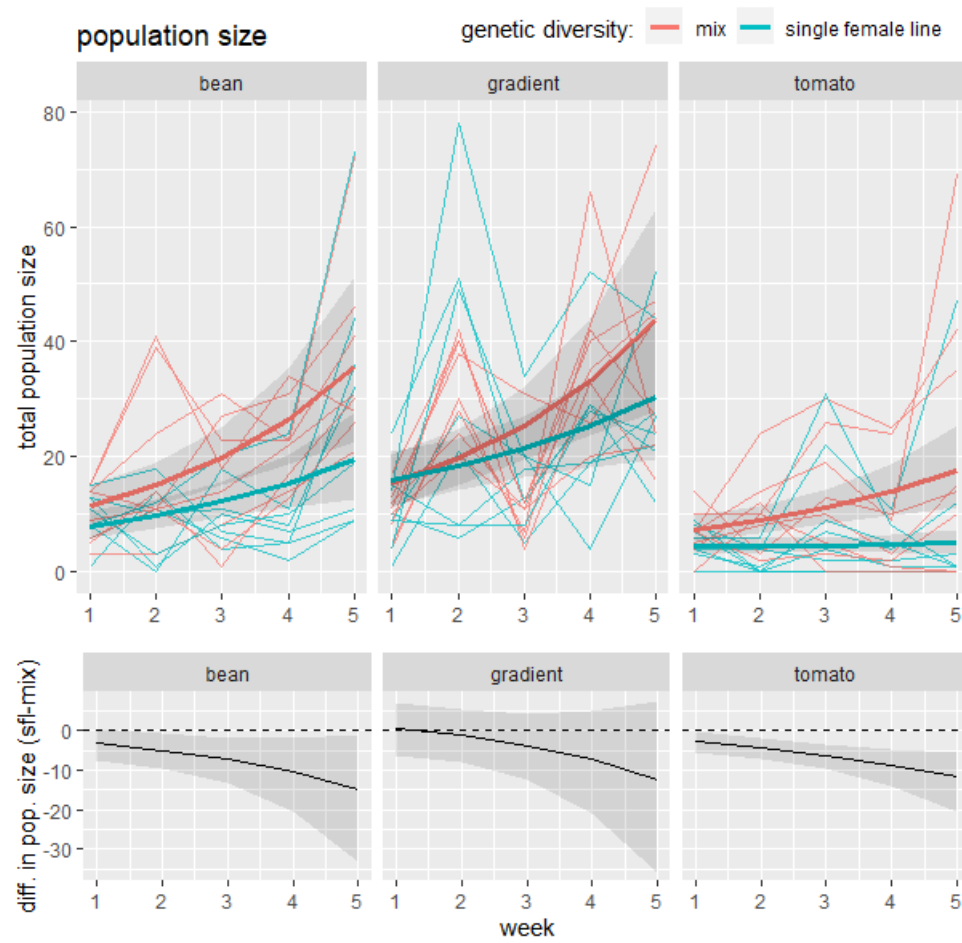 population size
genetic diversity: mix single female line
bean gradient tomato
total population size
80
60
40
20
0
1 2 3 4 5 1 2 3 4 5 1 2 3 4 5
bean gradient tomato
diff. in pop. size (sfl-mix)
0
-10
-20
-30
1 2 3 4 5 1 2 3 4 5 1 2 3 4 5
week